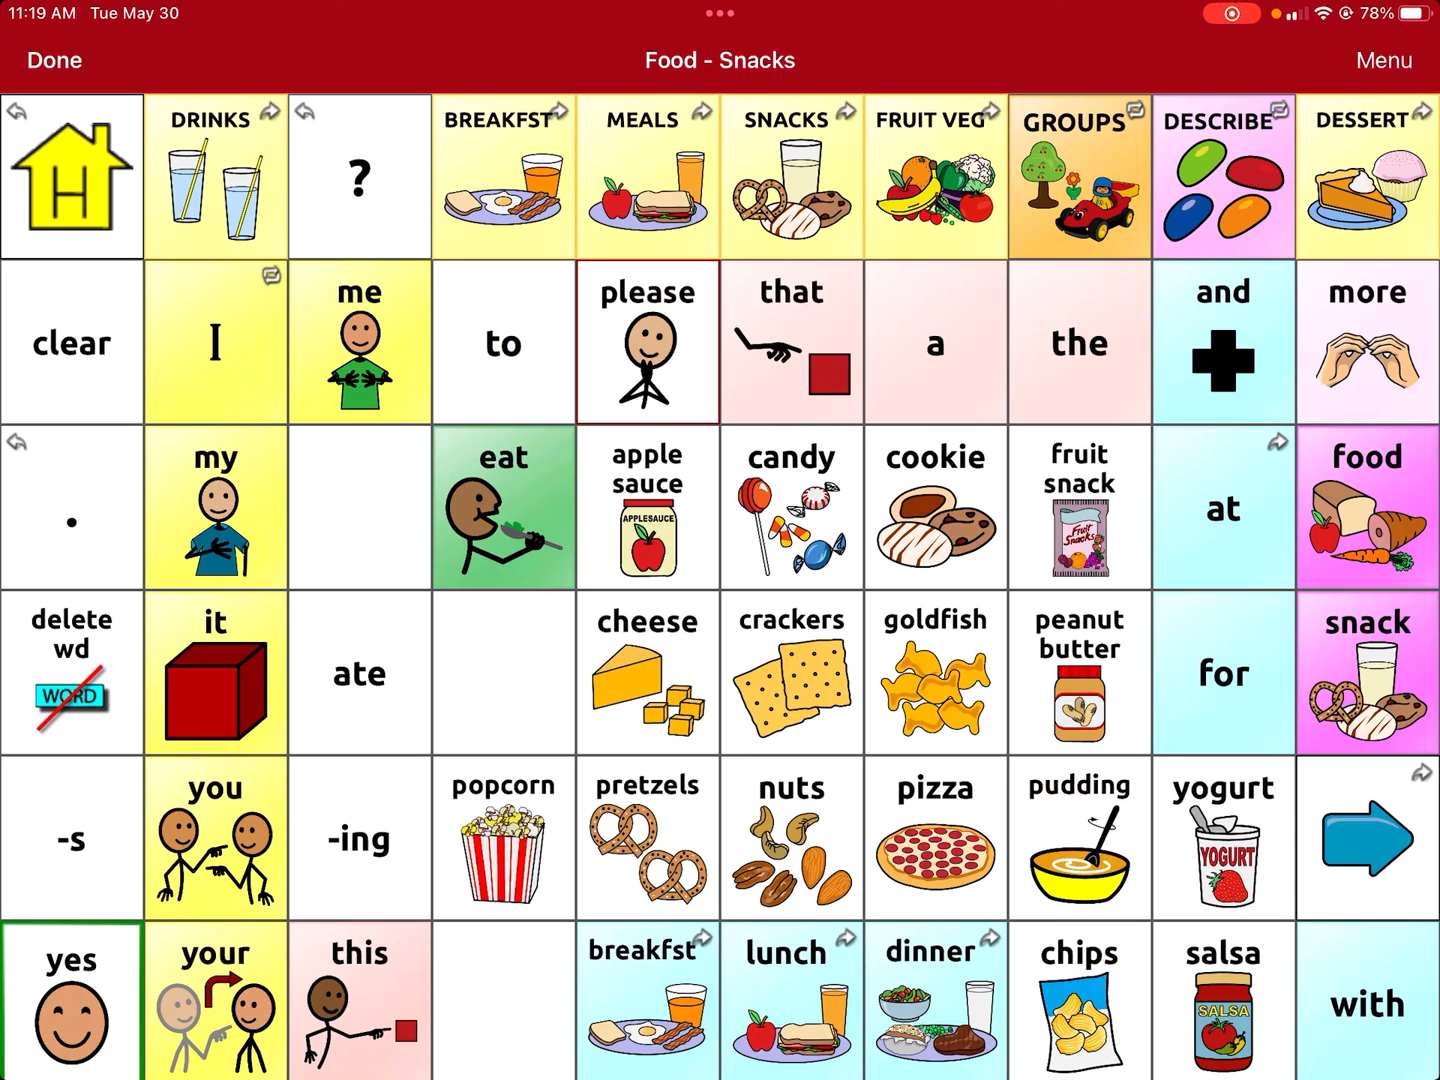 11:19 AM Tue May 30
78%
Done
Food - Snacks
Menu
H
DRINKS
?
BREAKFST
MEALS
SNACKS
FRUIT VEG
GROUPS
DESCRIBE
DESSERT
clear
I
me
to
please
that
a
the
and
more
.
my
eat
apple
sauce
APPLESAUCE
candy
cookie
fruit
snack
Fruit
Snacks
at
food
delete
wd
WORD
it
ate
cheese
crackers
goldfish
peanut
butter
for
snack
-s
you
-ing
popcorn
pretzels
nuts
pizza
pudding
yogurt
YOGURT
yes
your
this
breakfst
lunch
dinner
chips
salsa
SALSA
with